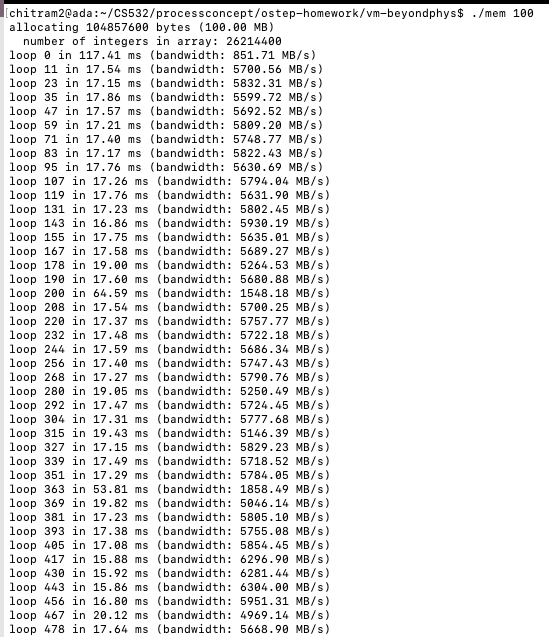 [chitram2@ada:~/CS532/processconcept/ostep-homework/vm-beyondphys$ ./mem 100
allocating 104857600 bytes (100.00 MB)
  number of integers in array: 26214400
loop 0 in 117.41 ms (bandwidth: 851.71 MB/s)
loop 11 in 17.54 ms (bandwidth: 5700.56 MB/s)
loop 23 in 17.15 ms (bandwidth: 5832.31 MB/s)
loop 35 in 17.86 ms (bandwidth: 5599.72 MB/s)
loop 47 in 17.57 ms (bandwidth: 5692.52 MB/s)
loop 59 in 17.21 ms (bandwidth: 5809.20 MB/s)
loop 71 in 17.40 ms (bandwidth: 5748.77 MB/s)
loop 83 in 17.17 ms (bandwidth: 5822.43 MB/s)
loop 95 in 17.76 ms (bandwidth: 5630.69 MB/s)
loop 107 in 17.26 ms (bandwidth: 5794.04 MB/s)
loop 119 in 17.76 ms (bandwidth: 5631.90 MB/s)
loop 131 in 17.23 ms (bandwidth: 5802.45 MB/s)
loop 143 in 16.86 ms (bandwidth: 5930.19 MB/s)
loop 155 in 17.75 ms (bandwidth: 5635.01 MB/s)
loop 167 in 17.58 ms (bandwidth: 5689.27 MB/s)
loop 178 in 19.00 ms (bandwidth: 5264.53 MB/s)
loop 190 in 17.60 ms (bandwidth: 5680.88 MB/s)
loop 200 in 64.59 ms (bandwidth: 1548.18 MB/s)
loop 208 in 17.54 ms (bandwidth: 5700.25 MB/s)
loop 220 in 17.37 ms (bandwidth: 5757.77 MB/s)
loop 232 in 17.48 ms (bandwidth: 5722.18 MB/s)
loop 244 in 17.59 ms (bandwidth: 5686.34 MB/s)
loop 256 in 17.40 ms (bandwidth: 5747.43 MB/s)
loop 268 in 17.27 ms (bandwidth: 5790.76 MB/s)
loop 280 in 19.05 ms (bandwidth: 5250.49 MB/s)
loop 292 in 17.47 ms (bandwidth: 5724.45 MB/s)
loop 304 in 17.31 ms (bandwidth: 5777.68 MB/s)
loop 315 in 19.43 ms (bandwidth: 5146.39 MB/s)
loop 327 in 17.15 ms (bandwidth: 5829.23 MB/s)
loop 339 in 17.49 ms (bandwidth: 5718.52 MB/s)
loop 351 in 17.29 ms (bandwidth: 5784.05 MB/s)
loop 363 in 53.81 ms (bandwidth: 1858.49 MB/s)
loop 369 in 19.82 ms (bandwidth: 5046.14 MB/s)
loop 381 in 17.23 ms (bandwidth: 5805.10 MB/s)
loop 393 in 17.38 ms (bandwidth: 5755.08 MB/s)
loop 405 in 17.08 ms (bandwidth: 5854.45 MB/s)
loop 417 in 15.88 ms (bandwidth: 6296.90 MB/s)
loop 430 in 15.92 ms (bandwidth: 6281.44 MB/s)
loop 443 in 15.86 ms (bandwidth: 6304.00 MB/s)
loop 456 in 16.80 ms (bandwidth: 5951.31 MB/s)
loop 467 in 20.12 ms (bandwidth: 4969.14 MB/s)
loop 478 in 17.64 ms (bandwidth: 5668.90 MB/s)